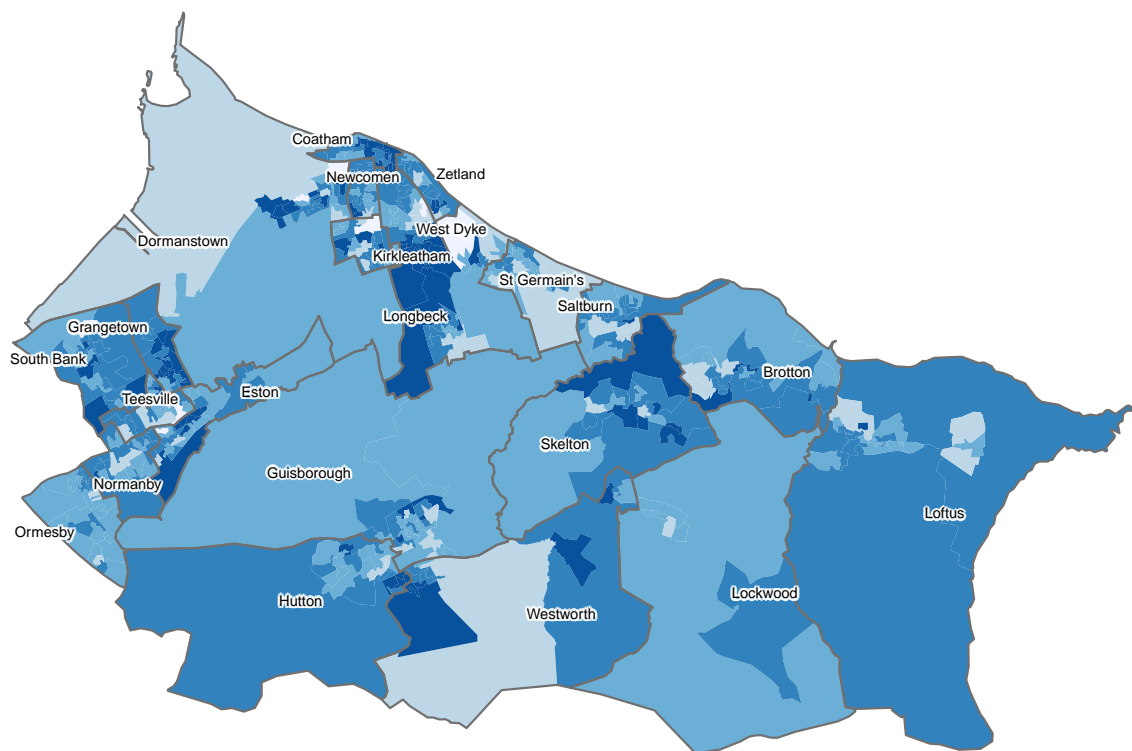 Coatham
Zetland
Newcomen
West Dyke
Dormanstown
Kirkleatham
St Germain's
Saltburn
Longbeck
Grangetown
South Bank
Brotton
Eston
Teesville
Skelton
Guisborough
Normanby
Loftus
Ormesby
Lockwood
Hutton
Westworth